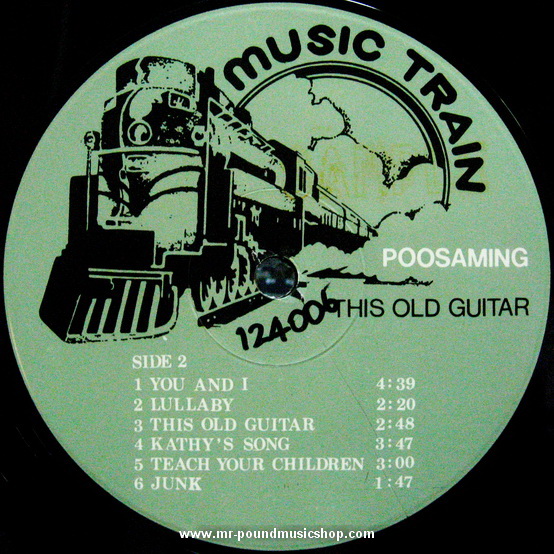 MUSIC TRAIN
POOSAMING
THIS OLD GUITAR
124-006
SIDE 2
1 YOU AND I 4:39
2 LULLABY 2:20
3 THIS OLD GUITAR 2:48
4 KATHY'S SONG 3:47
5 TEACH YOUR CHILDREN 3:00
6 JUNK 1:47
www.mr-poundmusicshop.com